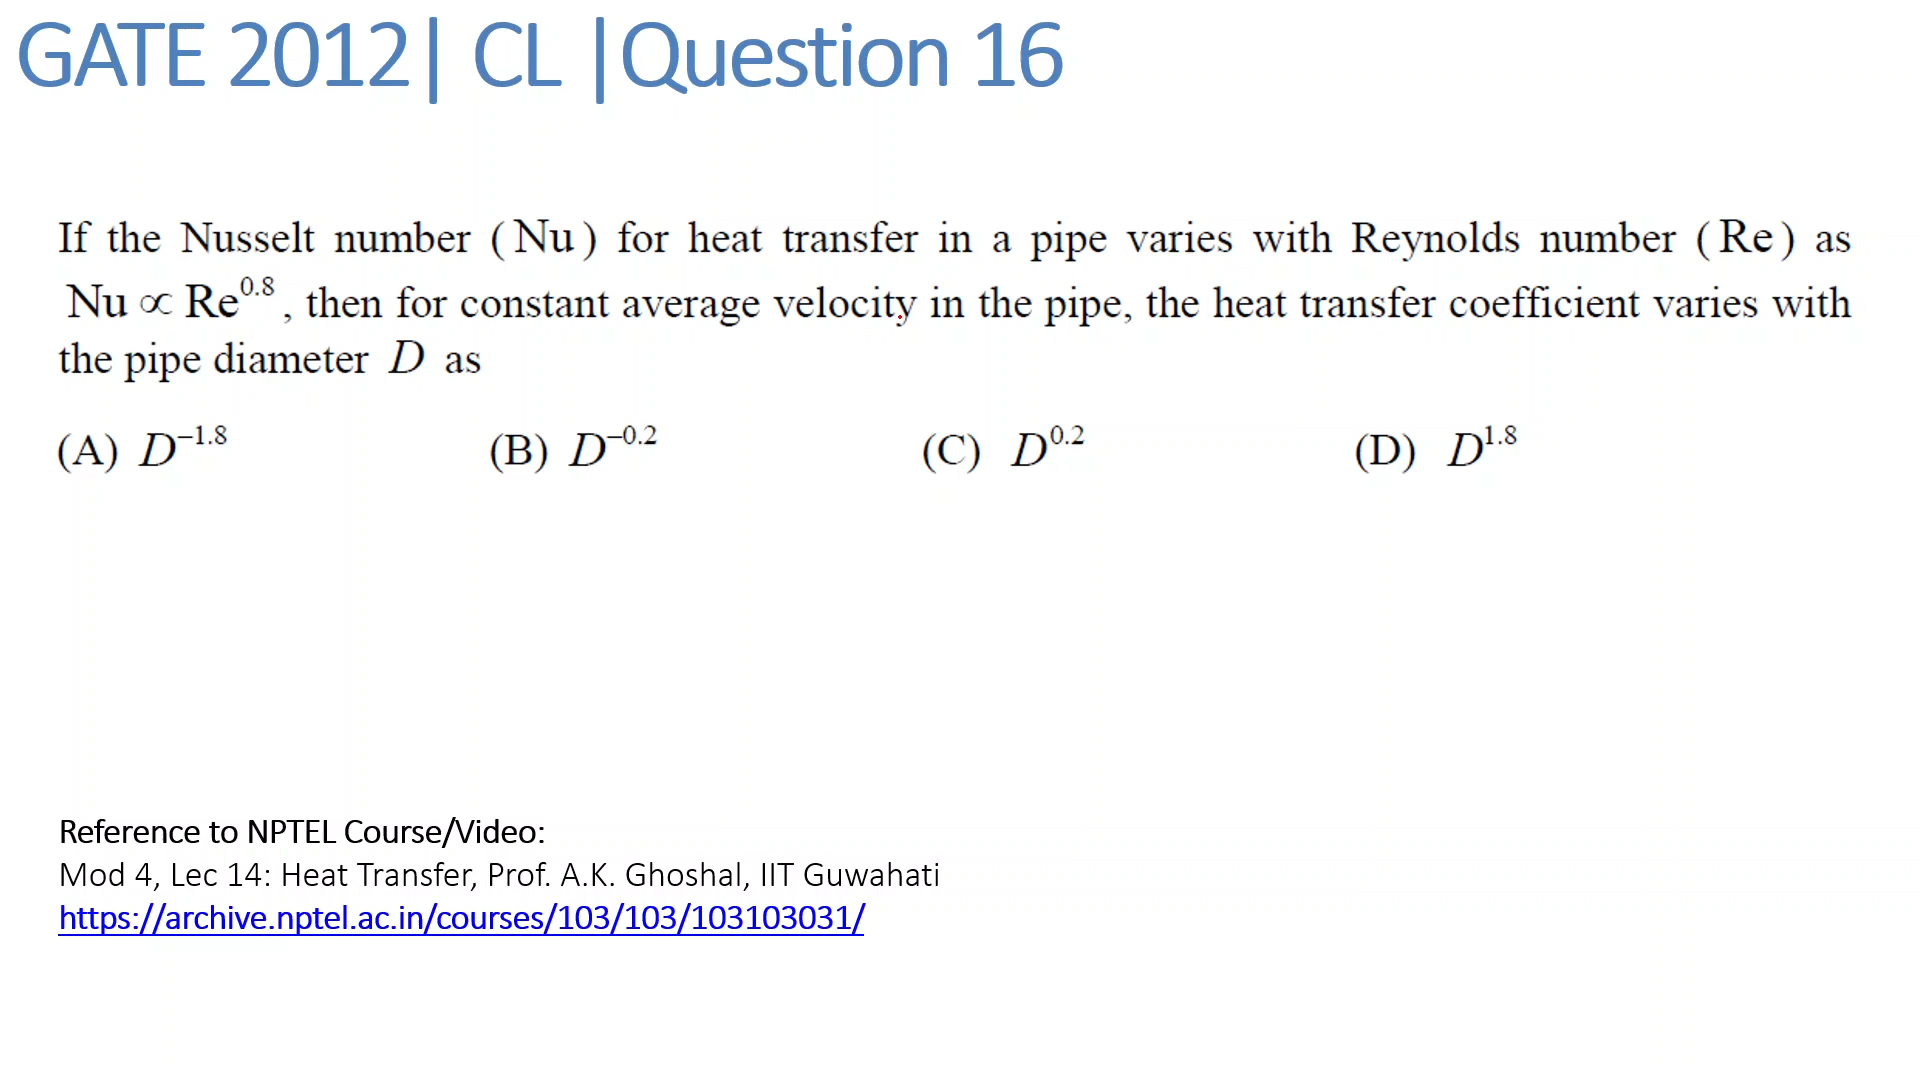 GATE 2012| CL |Question 16
If the Nusselt number (Nu) for heat transfer in a pipe varies with Reynolds number (Re) as
Nu ∝ Re^0.8, then for constant average velocity in the pipe, the heat transfer coefficient varies with
the pipe diameter D as
(A) D^−1.8 (B) D^−0.2 (C) D^0.2 (D) D^1.8
Reference to NPTEL Course/Video:
Mod 4, Lec 14: Heat Transfer, Prof. A.K. Ghoshal, IIT Guwahati
https://archive.nptel.ac.in/courses/103/103/103103031/